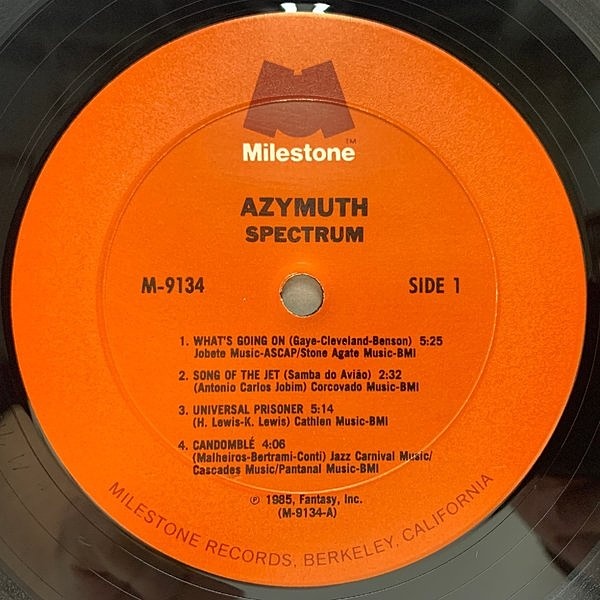 Milestone™
AZYMUTH
SPECTRUM
M-9134
SIDE 1
1. WHAT'S GOING ON (Gaye-Cleveland-Benson) 5:25
Jobete Music-ASCAP/Stone Agate Music-BMI
2. SONG OF THE JET (Samba do Avião) 2:32
(Antonio Carlos Jobim) Corcovado Music-BMI
3. UNIVERSAL PRISONER 5:14
(H. Lewis-K. Lewis) Cathlen Music-BMI
4. CANDOMBLÉ 4:06
(Malheiros-Bertrami-Conti) Jazz Carnival Music/
Cascades Music/Pantanal Music-BMI
℗ 1985, Fantasy, Inc.
(M-9134-A)
MILESTONE RECORDS, BERKELEY, CALIFORNIA